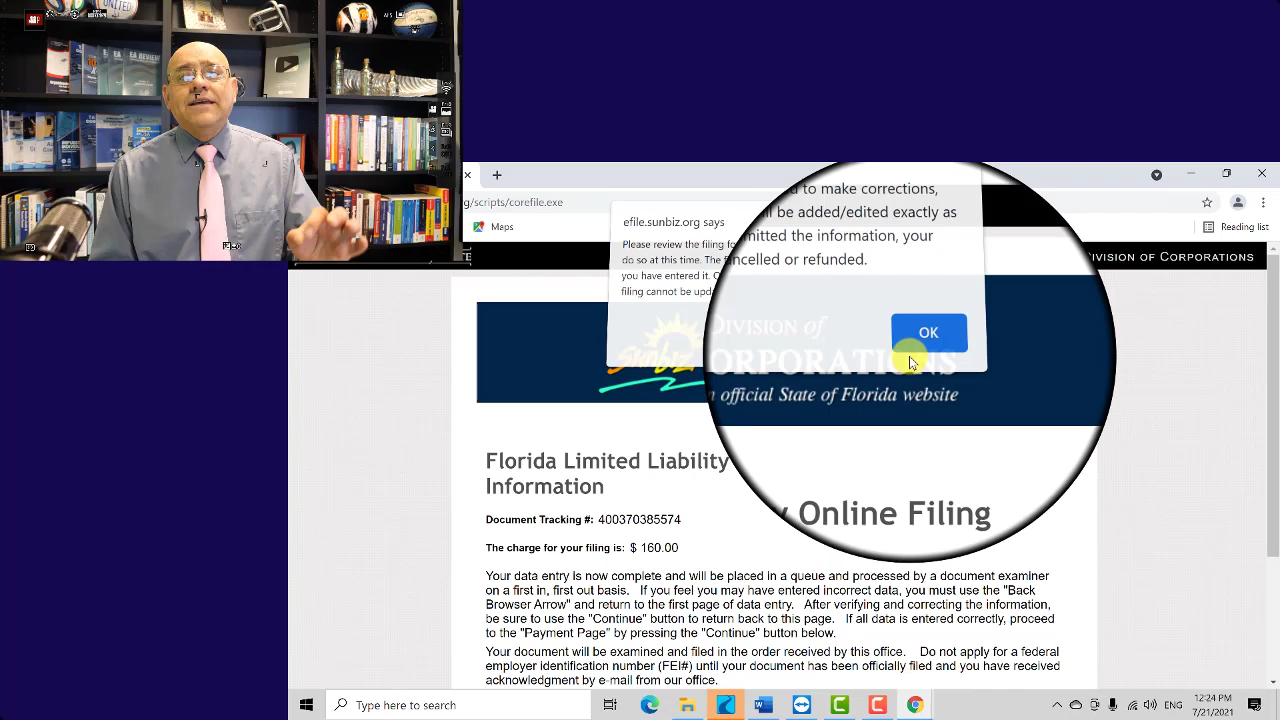 UNITED
EA REVIEW
g/scripts/corefile.exe
Maps
Reading list
DIVISION OF CORPORATIONS
efile.sunbiz.org says
Please review the filing fo
do so at this time. The
you have entered it.
filing cannot be upd
to make corrections,
be added/edited exactly as
mitted the information, your
ncelled or refunded.
OK
Sunbiz
DIVISION of
ORPORATIONS
n official State of Florida website
Florida Limited Liability
Information
y Online Filing
Document Tracking #: 400370385574
The charge for your filing is: $ 160.00
Your data entry is now complete and will be placed in a queue and processed by a document examiner
on a first in, first out basis. If you feel you may have entered incorrect data, you must use the "Back
Browser Arrow" and return to the first page of data entry. After verifying and correcting the information,
be sure to use the "Continue" button to return back to this page. If all data is entered correctly, proceed
to the "Payment Page" by pressing the "Continue" button below.
Your document will be examined and filed in the order received by this office. Do not apply for a federal
employer identification number (FEI#) until your document has been officially filed and you have received
acknowledgment by e-mail from our office.
Type here to search
ENG
12:24 PM
7/21/2021